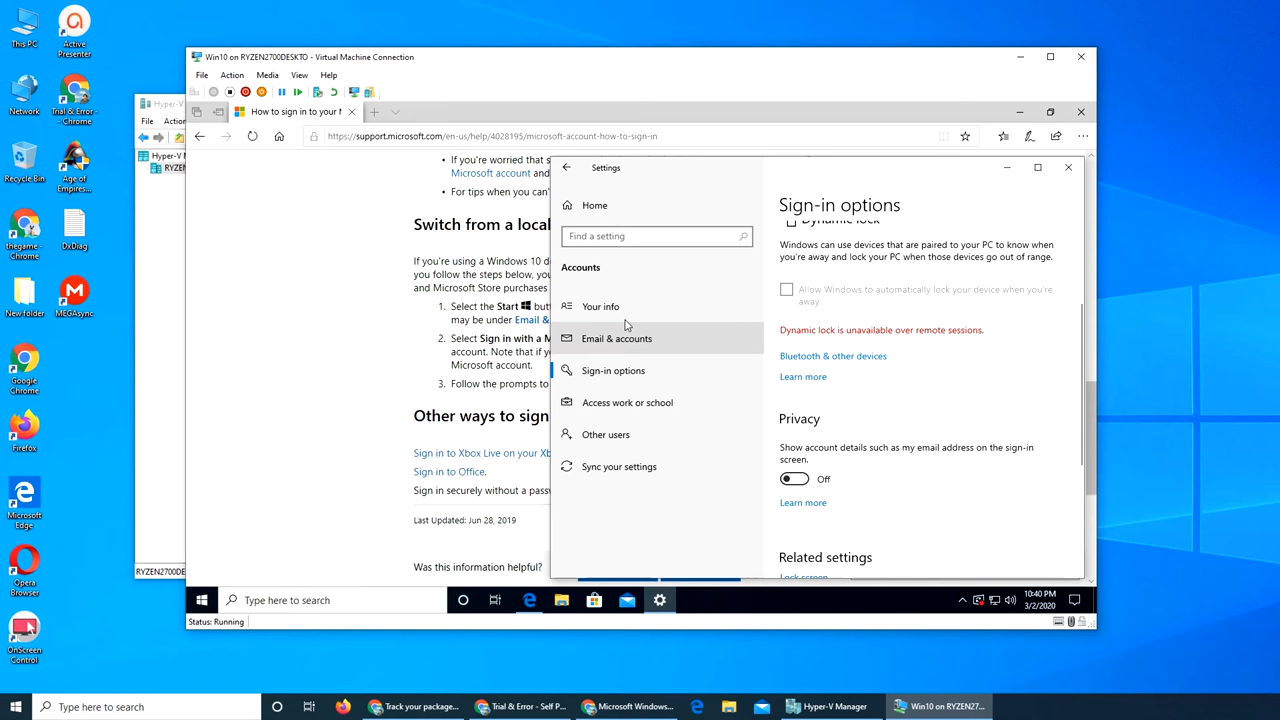 This PC
Active
Presenter
Network
Trial & Error
- Chrome
Recycle Bin
Age of
Empires...
thegame -
Chrome
DxDiag
New folder
MEGAsync
Google
Chrome
Firefox
Microsoft
Edge
Opera
Browser
OnScreen
Control
Hyper-V
File Action
Hyper-V M
RYZEN
RYZEN2700DE
Win10 on RYZEN2700DESKTO - Virtual Machine Connection
File Action Media View Help
How to sign in to your M
https://support.microsoft.com/en-us/help/4028195/microsoft-account-how-to-sign-in
• If you're worried that s
Microsoft account and
• For tips when you can'
Switch from a local
If you're using a Windows 10 d
you follow the steps below, you
and Microsoft Store purchases
1. Select the Start butt
may be under Email &
2. Select Sign in with a M
account. Note that if yo
Microsoft account.
3. Follow the prompts to
Other ways to sign
Sign in to Xbox Live on your Xb
Sign in to Office.
Sign in securely without a passw
Last Updated: Jun 28, 2019
Was this information helpful?
Settings
Home
Find a setting
Accounts
Your info
Email & accounts
Sign-in options
Access work or school
Other users
Sync your settings
Sign-in options
Dynamic lock
Windows can use devices that are paired to your PC to know when
you're away and lock your PC when those devices go out of range.
Allow Windows to automatically lock your device when you're
away
Dynamic lock is unavailable over remote sessions.
Bluetooth & other devices
Learn more
Privacy
Show account details such as my email address on the sign-in
screen.
Off
Learn more
Related settings
Lock screen
Type here to search
10:40 PM
3/2/2020
Status: Running
Type here to search
Track your package...
Trial & Error - Self P...
Microsoft Windows...
Hyper-V Manager
Win10 on RYZEN27...